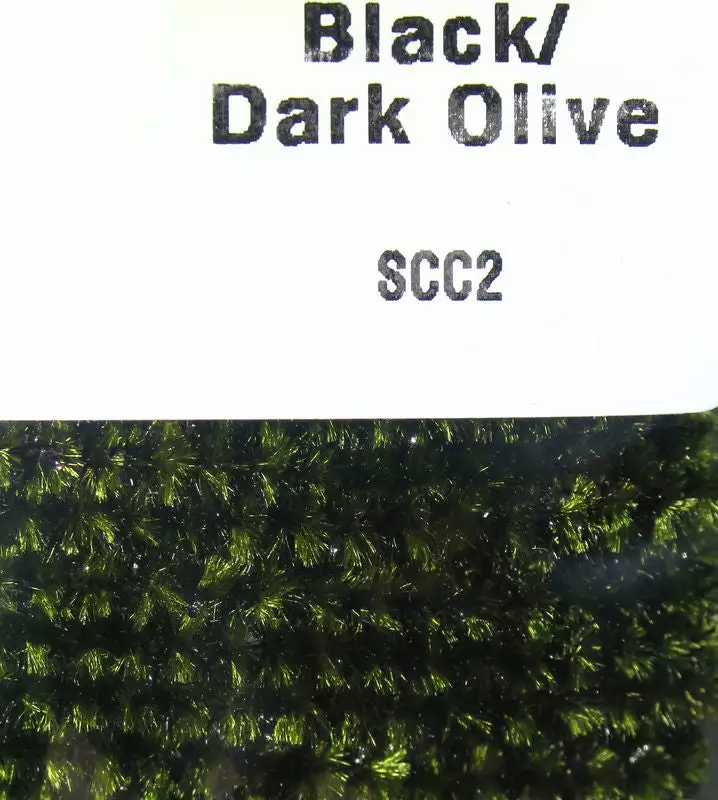 Black/
Dark Olive
SCC2